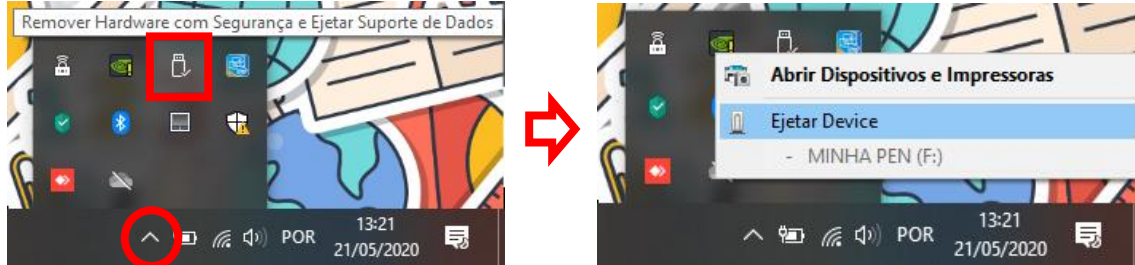 Remover Hardware com Segurança e Ejetar Suporte de Dados
POR
13:21
21/05/2020
Abrir Dispositivos e Impressoras
Ejetar Device
- MINHA PEN (F:)
POR
13:21
21/05/2020